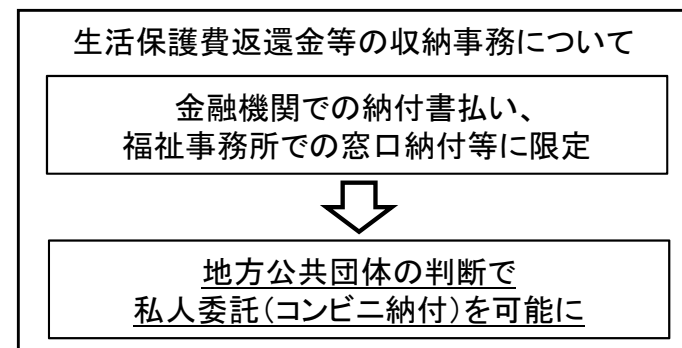 生活保護費返還金等の収納事務について
金融機関での納付書払い、
福祉事務所での窓口納付等に限定
地方公共団体の判断で
私人委託(コンビニ納付)を可能に